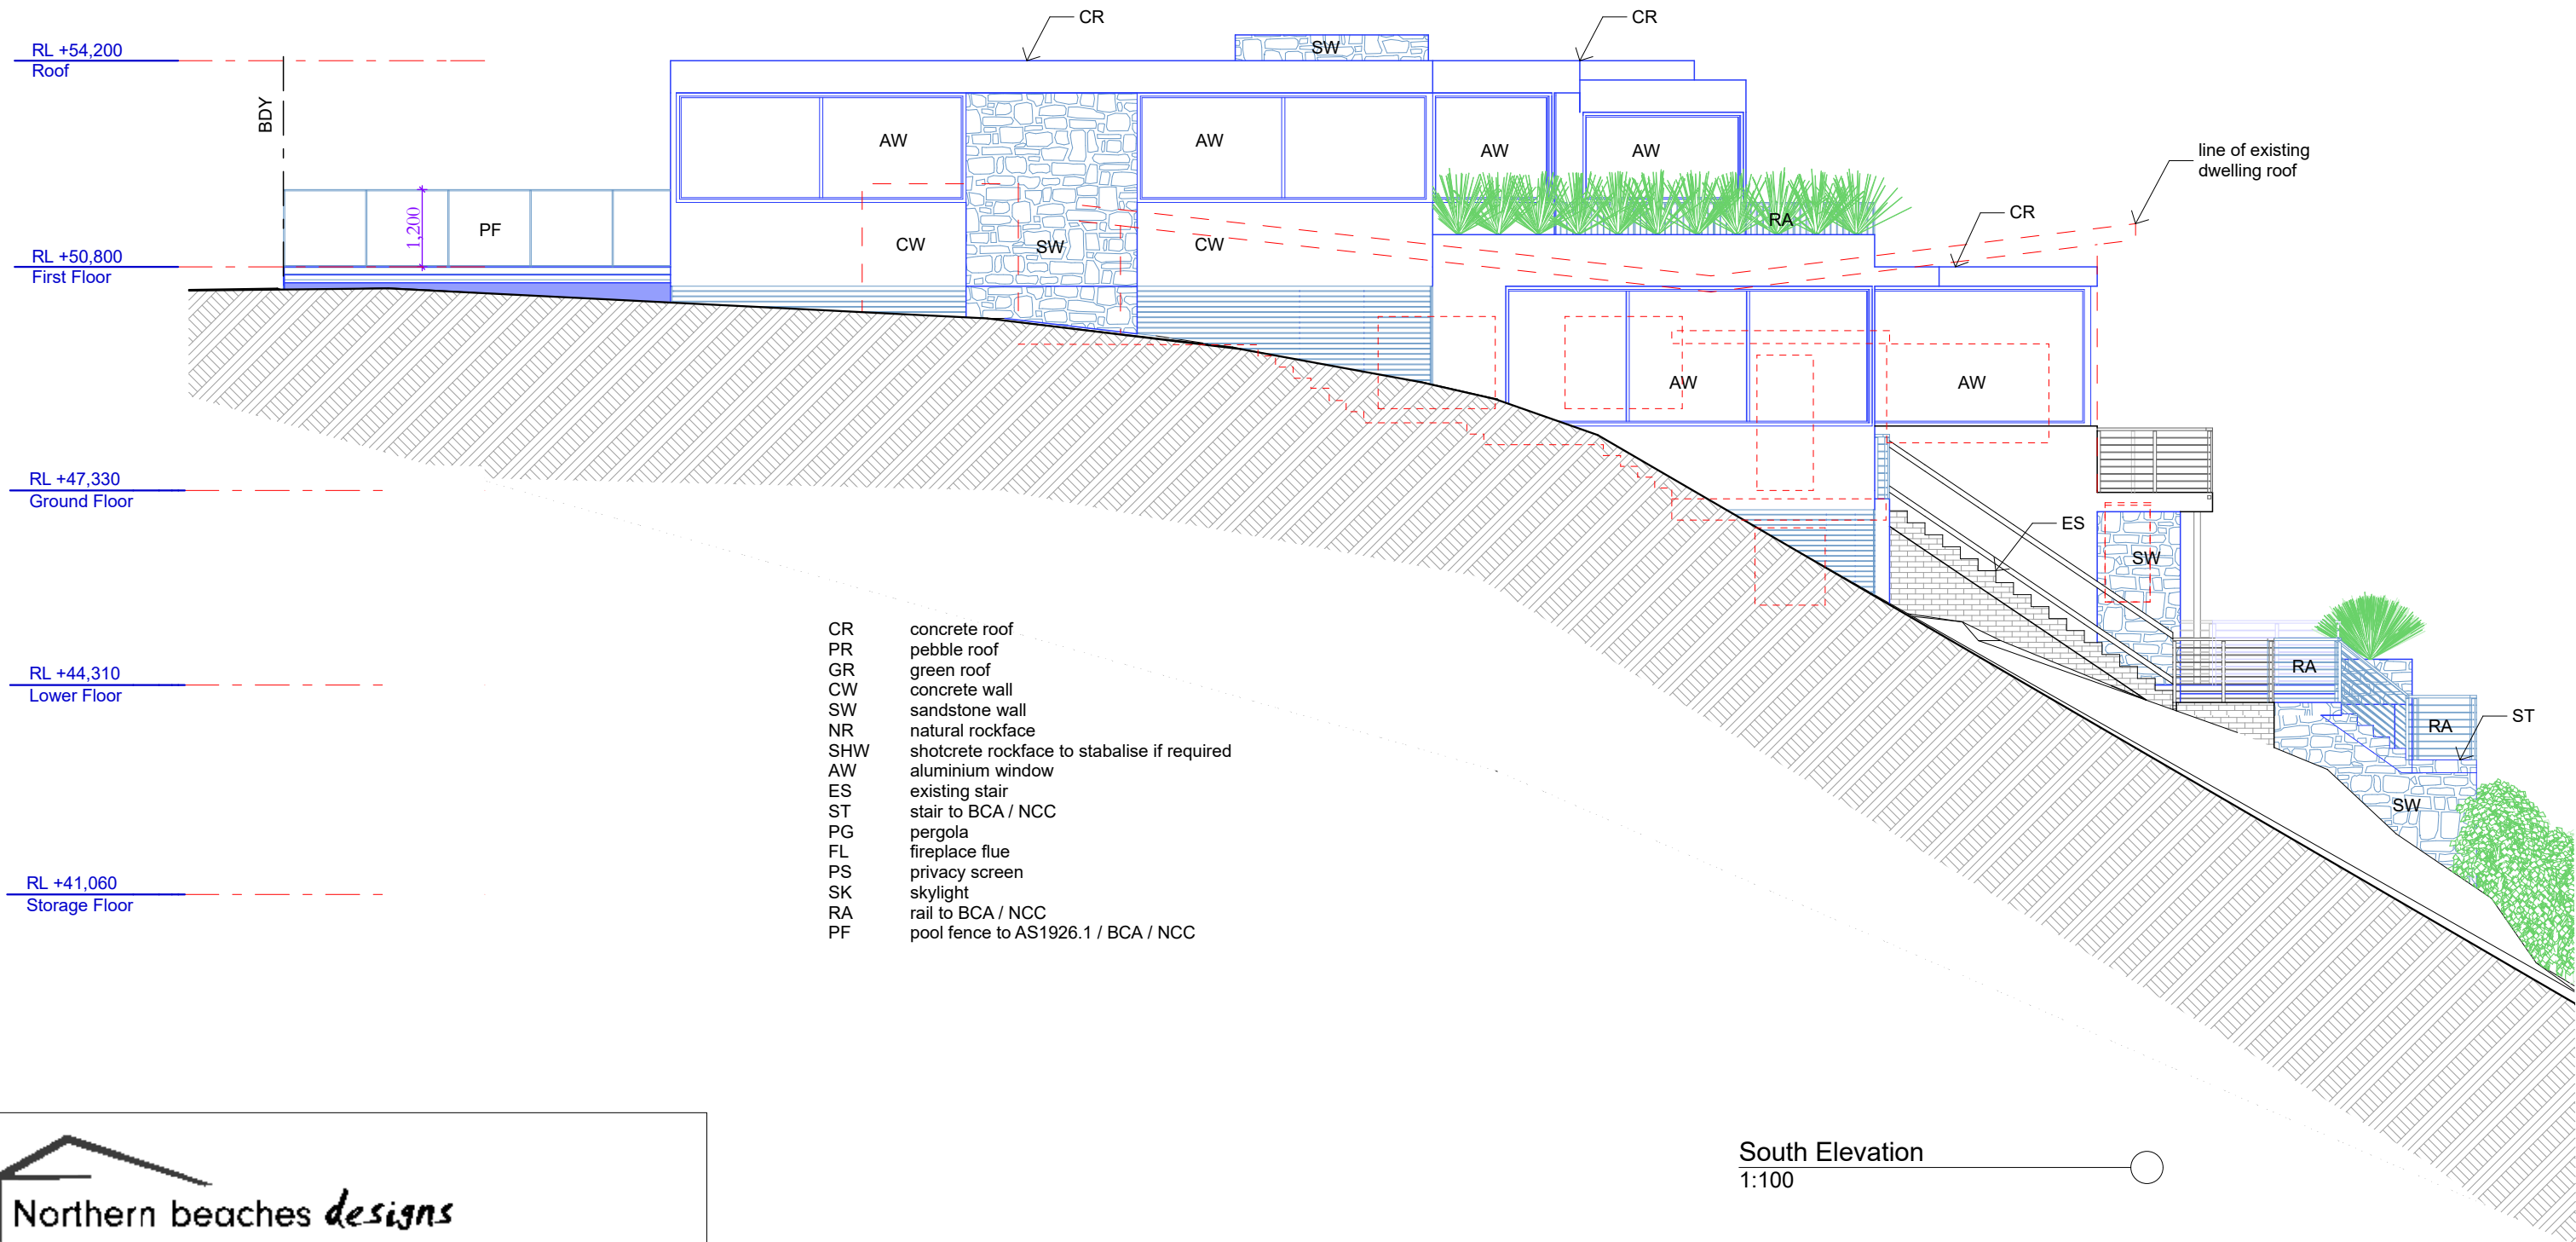 CR
CR
SW
RL +54,200
Roof
BDY
AW
AW
AW
AW
line of existing
dwelling roof
1,200
PF
RA
CR
CW
SW
CW
RL +50,800
First Floor
AW
AW
RL +47,330
Ground Floor
ES
SW
RL +44,310
Lower Floor
RA
RA
ST
SW
RL +41,060
Storage Floor
CR concrete roof
PR pebble roof
GR green roof
CW concrete wall
SW sandstone wall
NR natural rockface
SHW shotcrete rockface to stabalise if required
AW aluminium window
ES existing stair
ST stair to BCA / NCC
PG pergola
FL fireplace flue
PS privacy screen
SK skylight
RA rail to BCA / NCC
PF pool fence to AS1926.1 / BCA / NCC
South Elevation
1:100
Northern beaches designs